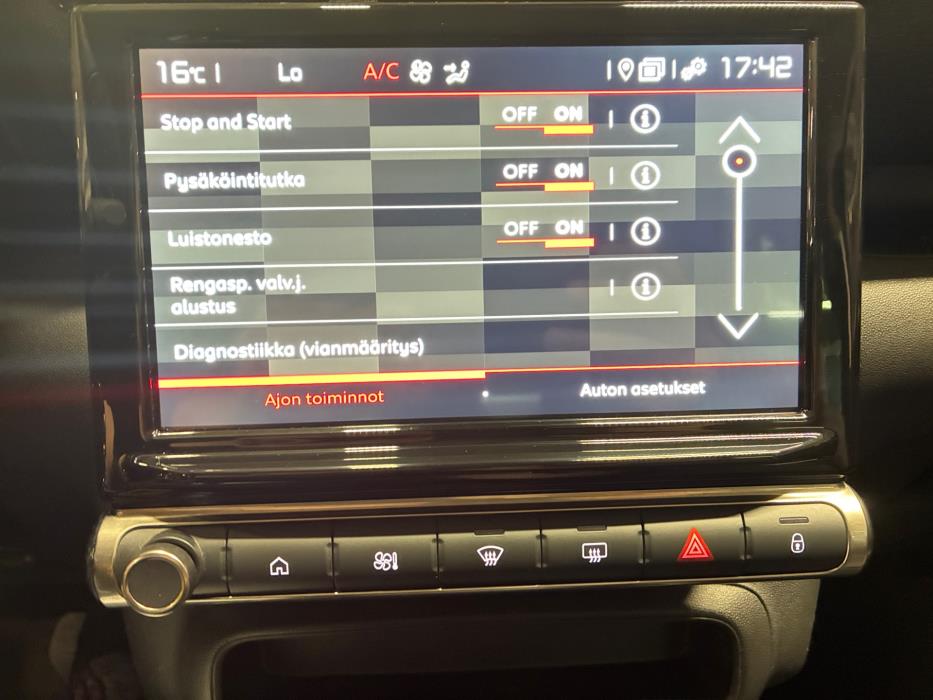 16°C Lo A/C 17:42
Stop and Start OFF ON i
Pysäköintitutka OFF ON i
Luistonesto OFF ON i
Rengasp. valv.j. i
alustus
Diagnostiikka (vianmääritys)
Ajon toiminnot Auton asetukset